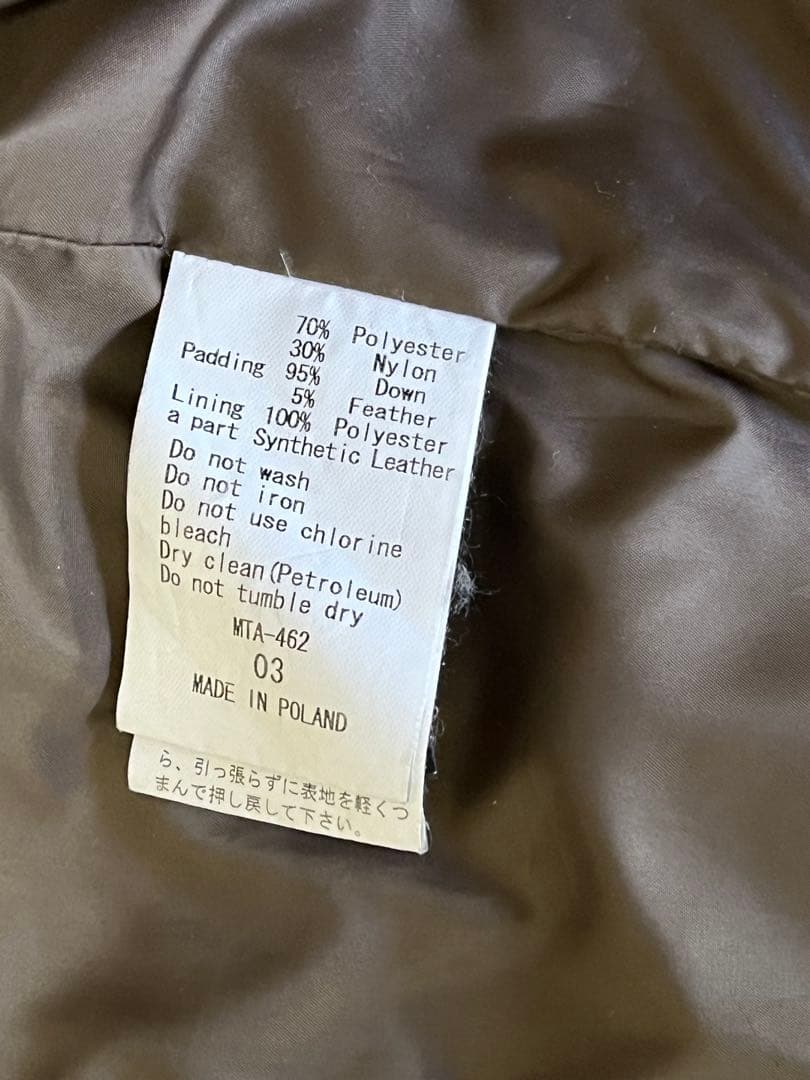 70% Polyester
30% Nylon
Padding 95% Down
5% Feather
Lining 100% Polyester
a part Synthetic Leather
Do not wash
Do not iron
Do not use chlorine
bleach
Dry clean(Petroleum)
Do not tumble dry
MTA-462
03
MADE IN POLAND
ら、引っ張らずに表地を軽くつ
まんで押し戻して下さい。